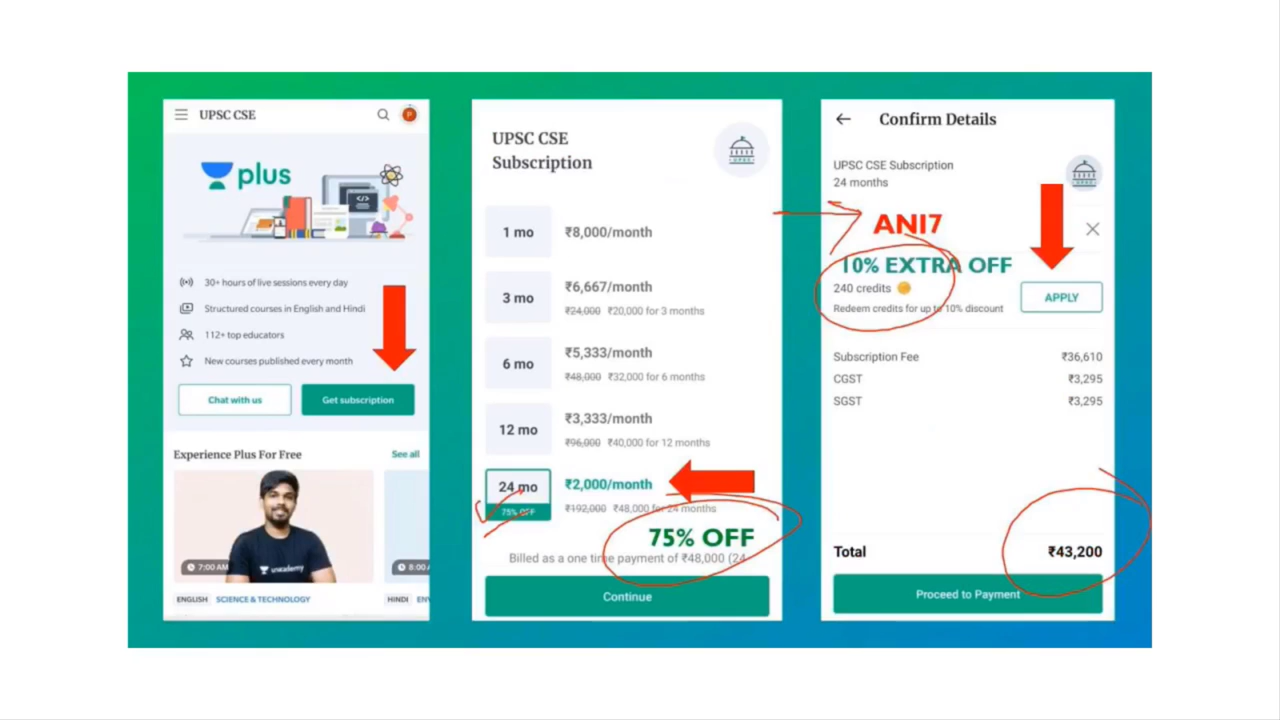 UPSC CSE
P
plus
30+ hours of live sessions every day
Structured courses in English and Hindi
112+ top educators
New courses published every month
Chat with us
Get subscription
Experience Plus For Free
See all
7:00 AM
unacademy
8:00
ENGLISH
SCIENCE & TECHNOLOGY
HINDI
UPSC CSE
Subscription
UPSC
1 mo
₹8,000/month
3 mo
₹6,667/month
₹24,000 ₹20,000 for 3 months
6 mo
₹5,333/month
₹48,000 ₹32,000 for 6 months
12 mo
₹3,333/month
₹96,000 ₹40,000 for 12 months
24 mo
75% OFF
₹2,000/month
₹192,000 ₹48,000 for 24 months
75% OFF
Billed as a one time payment of ₹48,000 (24
Continue
Confirm Details
UPSC CSE Subscription
24 months
UPSC
ANI7
10% EXTRA OFF
240 credits
Redeem credits for up to 10% discount
APPLY
Subscription Fee ₹36,610
CGST ₹3,295
SGST ₹3,295
Total ₹43,200
Proceed to Payment